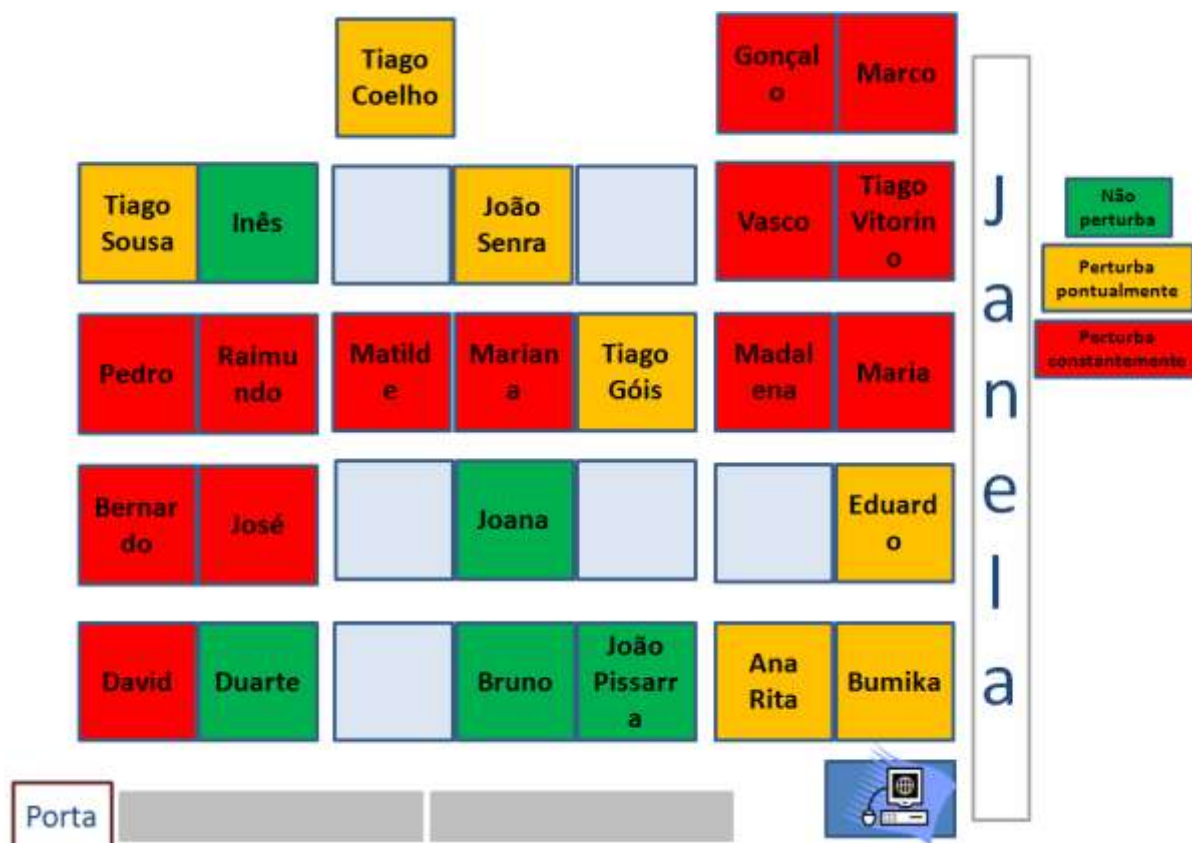 Tiago
Coelho
Gonçal
o
Marco
Tiago
Sousa
Inês
João
Senra
Vasco
Tiago
Vitorin
o
Pedro
Raimu
ndo
Matild
e
Marian
a
Tiago
Góis
Madal
ena
Maria
Bernar
do
José
Joana
Eduard
o
David
Duarte
Bruno
João
Pissarr
a
Ana
Rita
Bumika
Porta
J
a
n
e
l
a
Não
perturba
Perturba
pontualmente
Perturba
constantemente